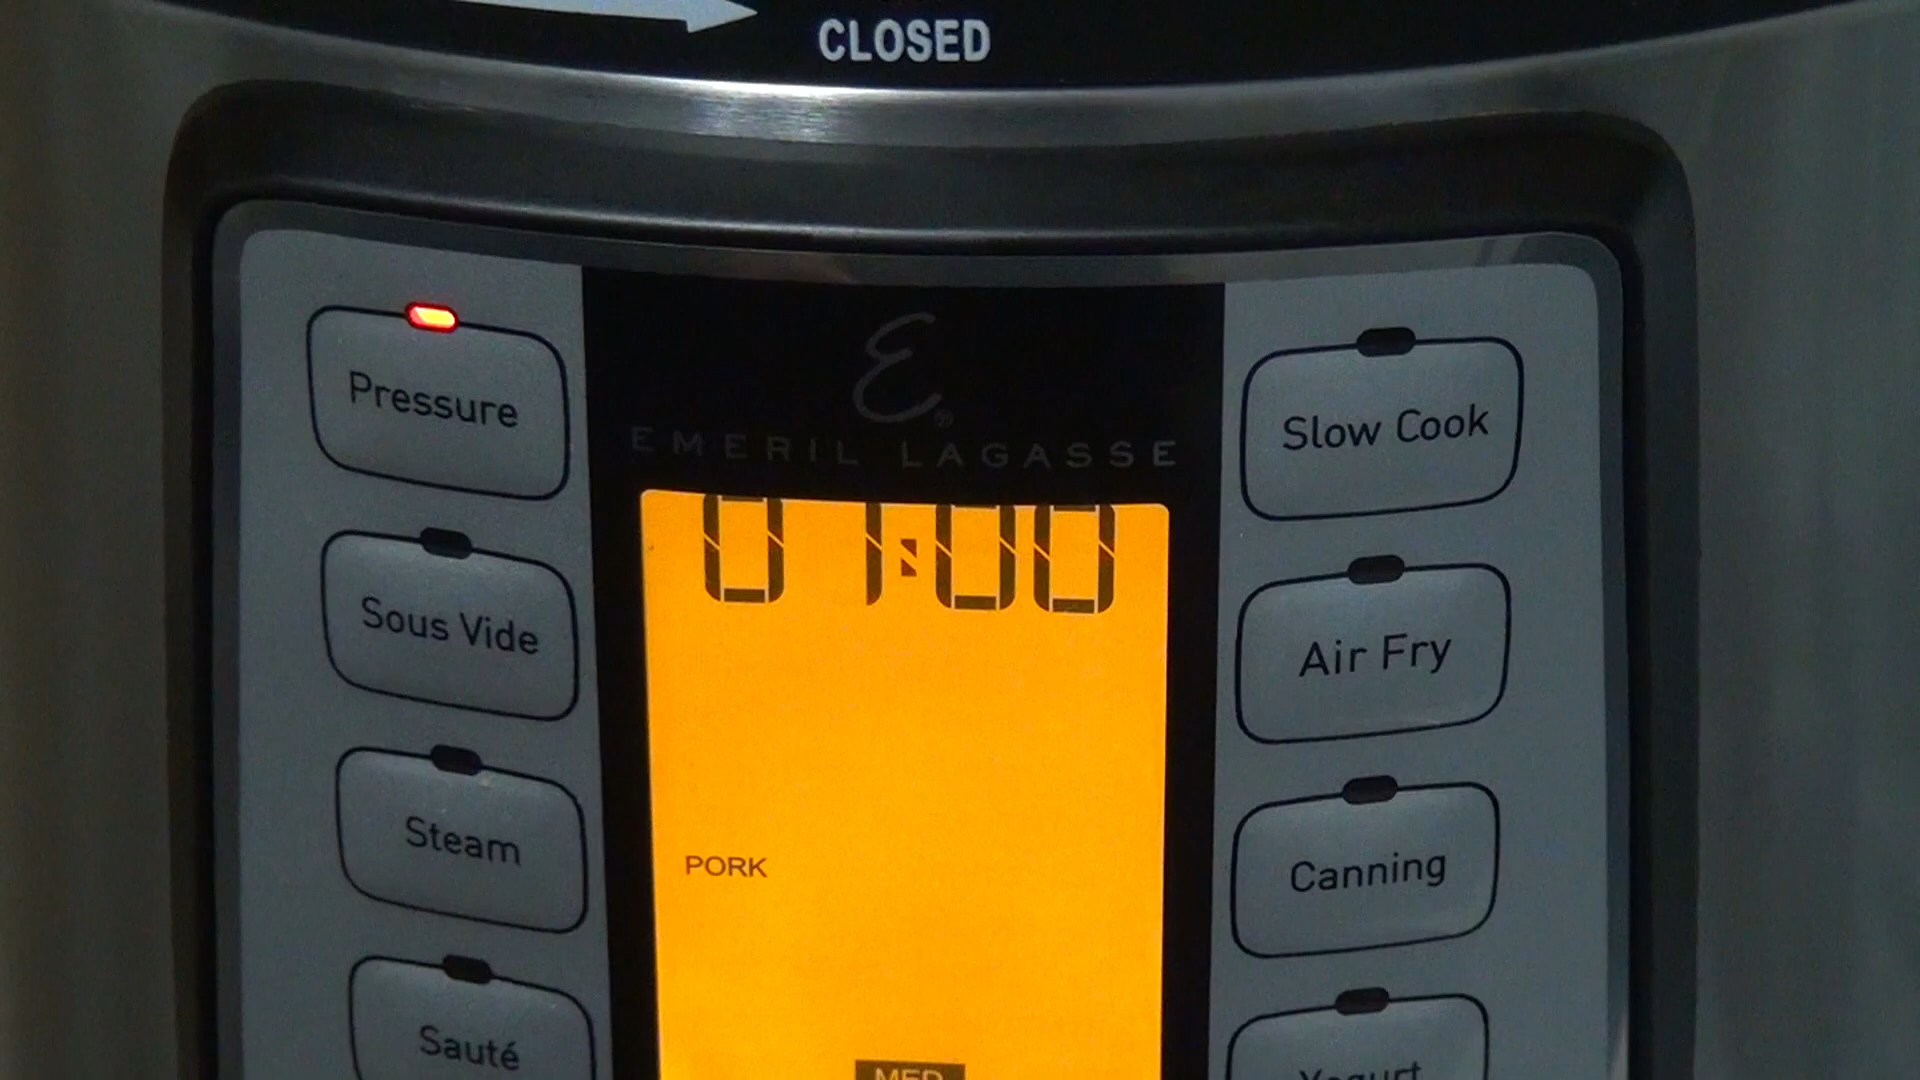 CLOSED
Pressure
Sous Vide
Steam
Sauté
E®
EMERIL LAGASSE
01:00
PORK
MED
Slow Cook
Air Fry
Canning
Yogurt